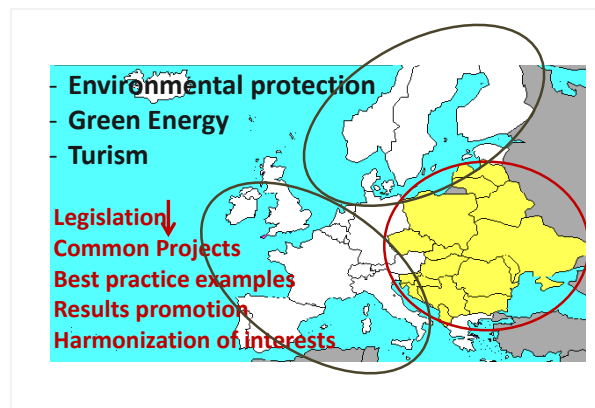 - Environmental protection
- Green Energy
- Turism
Legislation
Common Projects
Best practice examples
Results promotion
Harmonization of interests